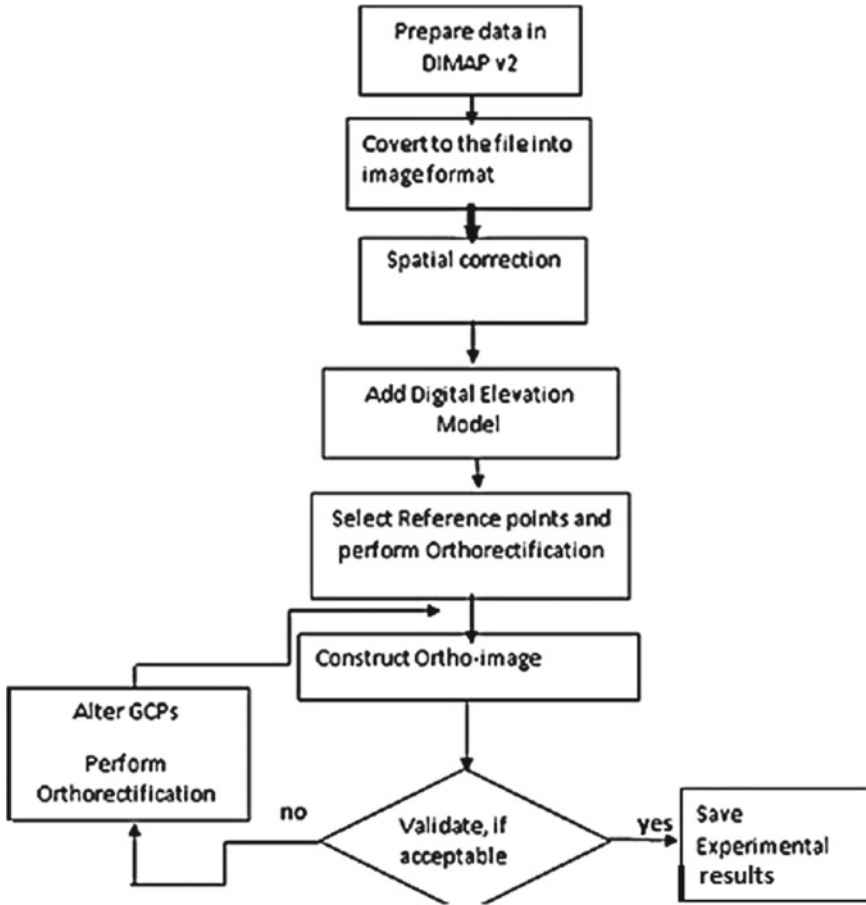 Prepare data in
DIMAP v2
Covert to the file into
image format
Spatial correction
Add Digital Elevation
Model
Select Reference points and
perform Orthorectification
Construct Ortho-image
Alter GCPs
Perform
Orthorectification
no
Validate, if
acceptable
yes
Save
Experimental
results